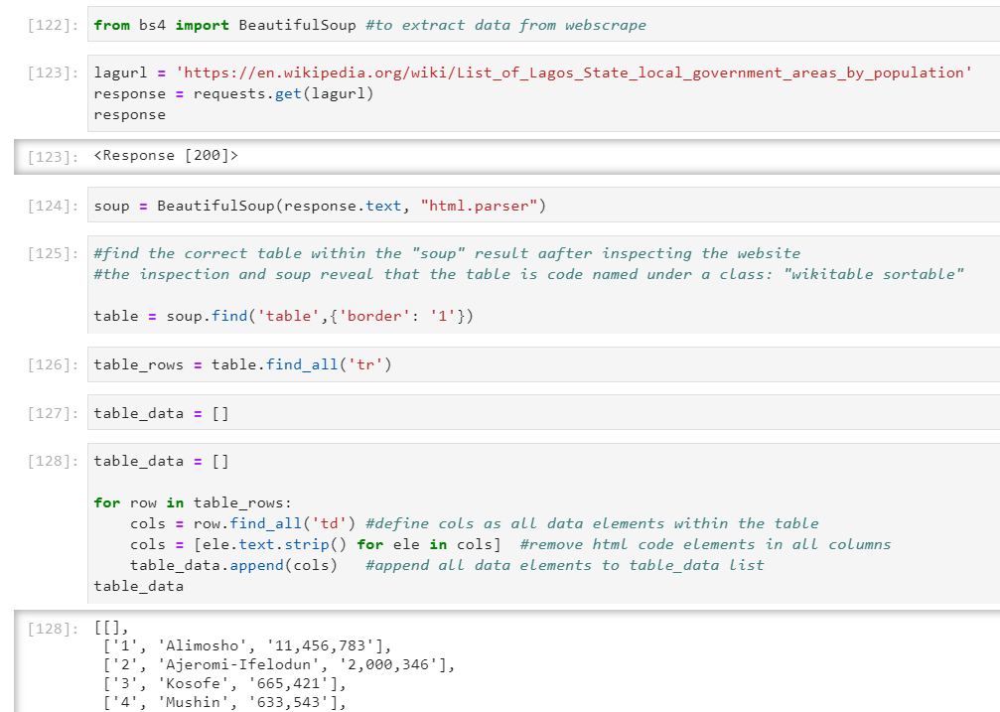 [122]: from bs4 import BeautifulSoup #to extract data from webscrape
[123]: lagurl = 'https://en.wikipedia.org/wiki/List_of_Lagos_State_local_government_areas_by_population'
response = requests.get(lagurl)
response
[123]: <Response [200]>
[124]: soup = BeautifulSoup(response.text, "html.parser")
[125]: #find the correct table within the "soup" result aafter inspecting the website
#the inspection and soup reveal that the table is code named under a class: "wikitable sortable"
table = soup.find('table',{'border': '1'})
[126]: table_rows = table.find_all('tr')
[127]: table_data = []
[128]: table_data = []
for row in table_rows:
    cols = row.find_all('td') #define cols as all data elements within the table
    cols = [ele.text.strip() for ele in cols]  #remove html code elements in all columns
    table_data.append(cols)   #append all data elements to table_data list
table_data
[128]: [[],
 ['1', 'Alimosho', '11,456,783'],
 ['2', 'Ajeromi-Ifelodun', '2,000,346'],
 ['3', 'Kosofe', '665,421'],
 ['4', 'Mushin', '633,543'],